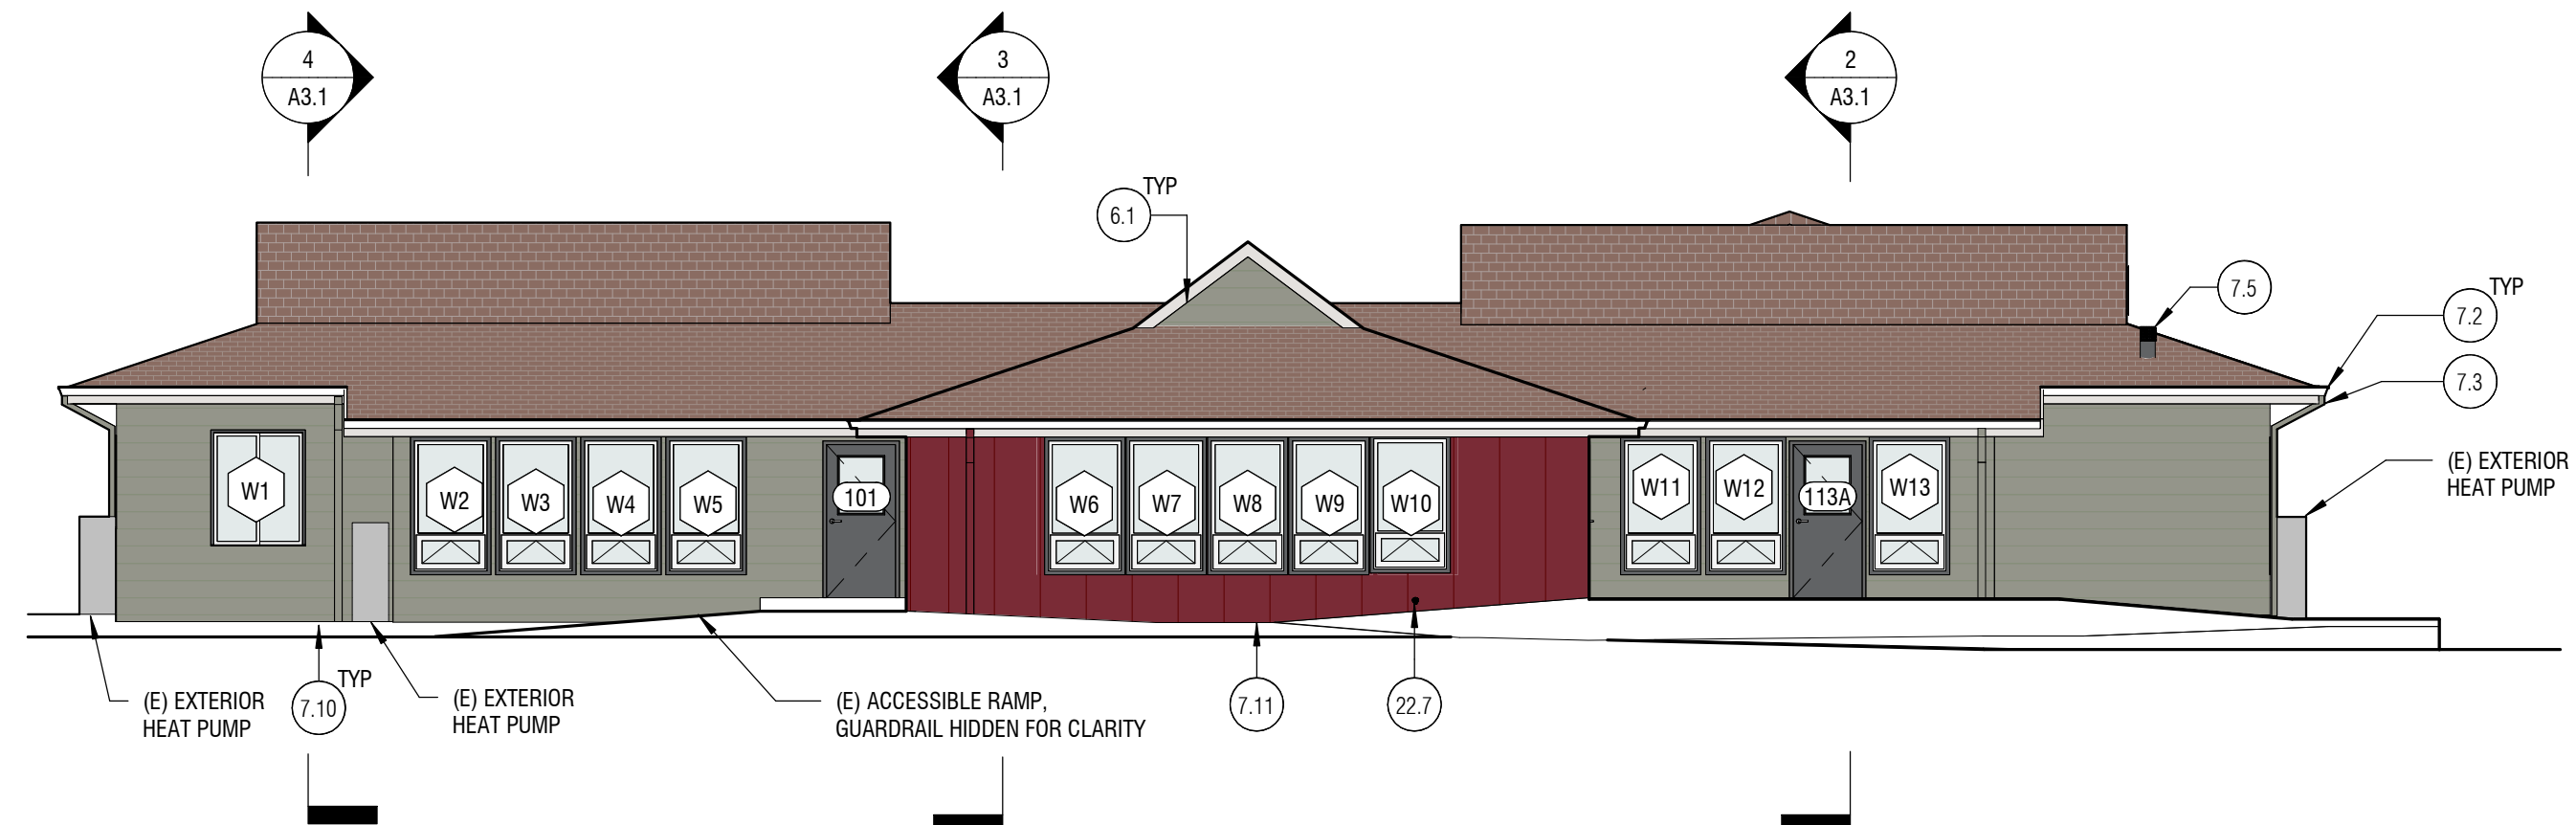 4
A3.1
3
A3.1
2
A3.1
TYP
6.1
7.5
TYP
7.2
7.3
(E) EXTERIOR
HEAT PUMP
W1
W2
W3
W4
W5
101
W6
W7
W8
W9
W10
W11
W12
113A
W13
(E) EXTERIOR
HEAT PUMP
TYP
7.10
(E) EXTERIOR
HEAT PUMP
(E) ACCESSIBLE RAMP,
GUARDRAIL HIDDEN FOR CLARITY
7.11
22.7